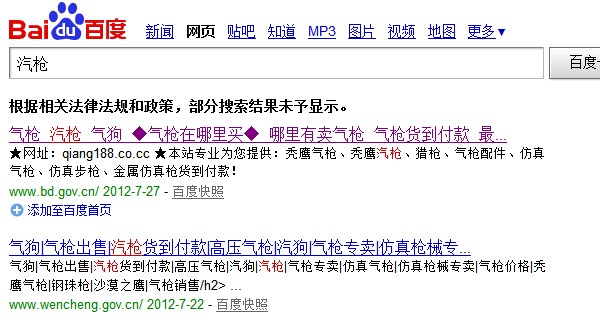 Bai du 百度 新闻 网页 贴吧 知道 MP3 图片 视频 地图 更多▼
汽枪 百度一
根据相关法律法规和政策，部分搜索结果未予显示。
气枪 汽枪 气狗 ◆气枪在哪里买◆ 哪里有卖气枪 气枪货到付款 最...
★网址：qiang188.co.cc ★本站专业为您提供：秃鹰气枪、秃鹰汽枪、猎枪、气枪配件、仿真
气枪、仿真步枪、金属仿真枪货到付款！
www.bd.gov.cn/ 2012-7-27 - 百度快照
添加至百度首页
气狗|气枪出售|汽枪货到付款|高压气枪|汽狗|气枪专卖|仿真枪械专...
气狗|气枪出售|汽枪货到付款|高压气枪|汽狗|汽枪|气枪专卖|仿真气枪|仿真枪械专卖|气枪价格|秃
鹰气枪|钢珠枪|沙漠之鹰|气枪销售/h2> ...
www.wencheng.gov.cn/ 2012-7-22 - 百度快照